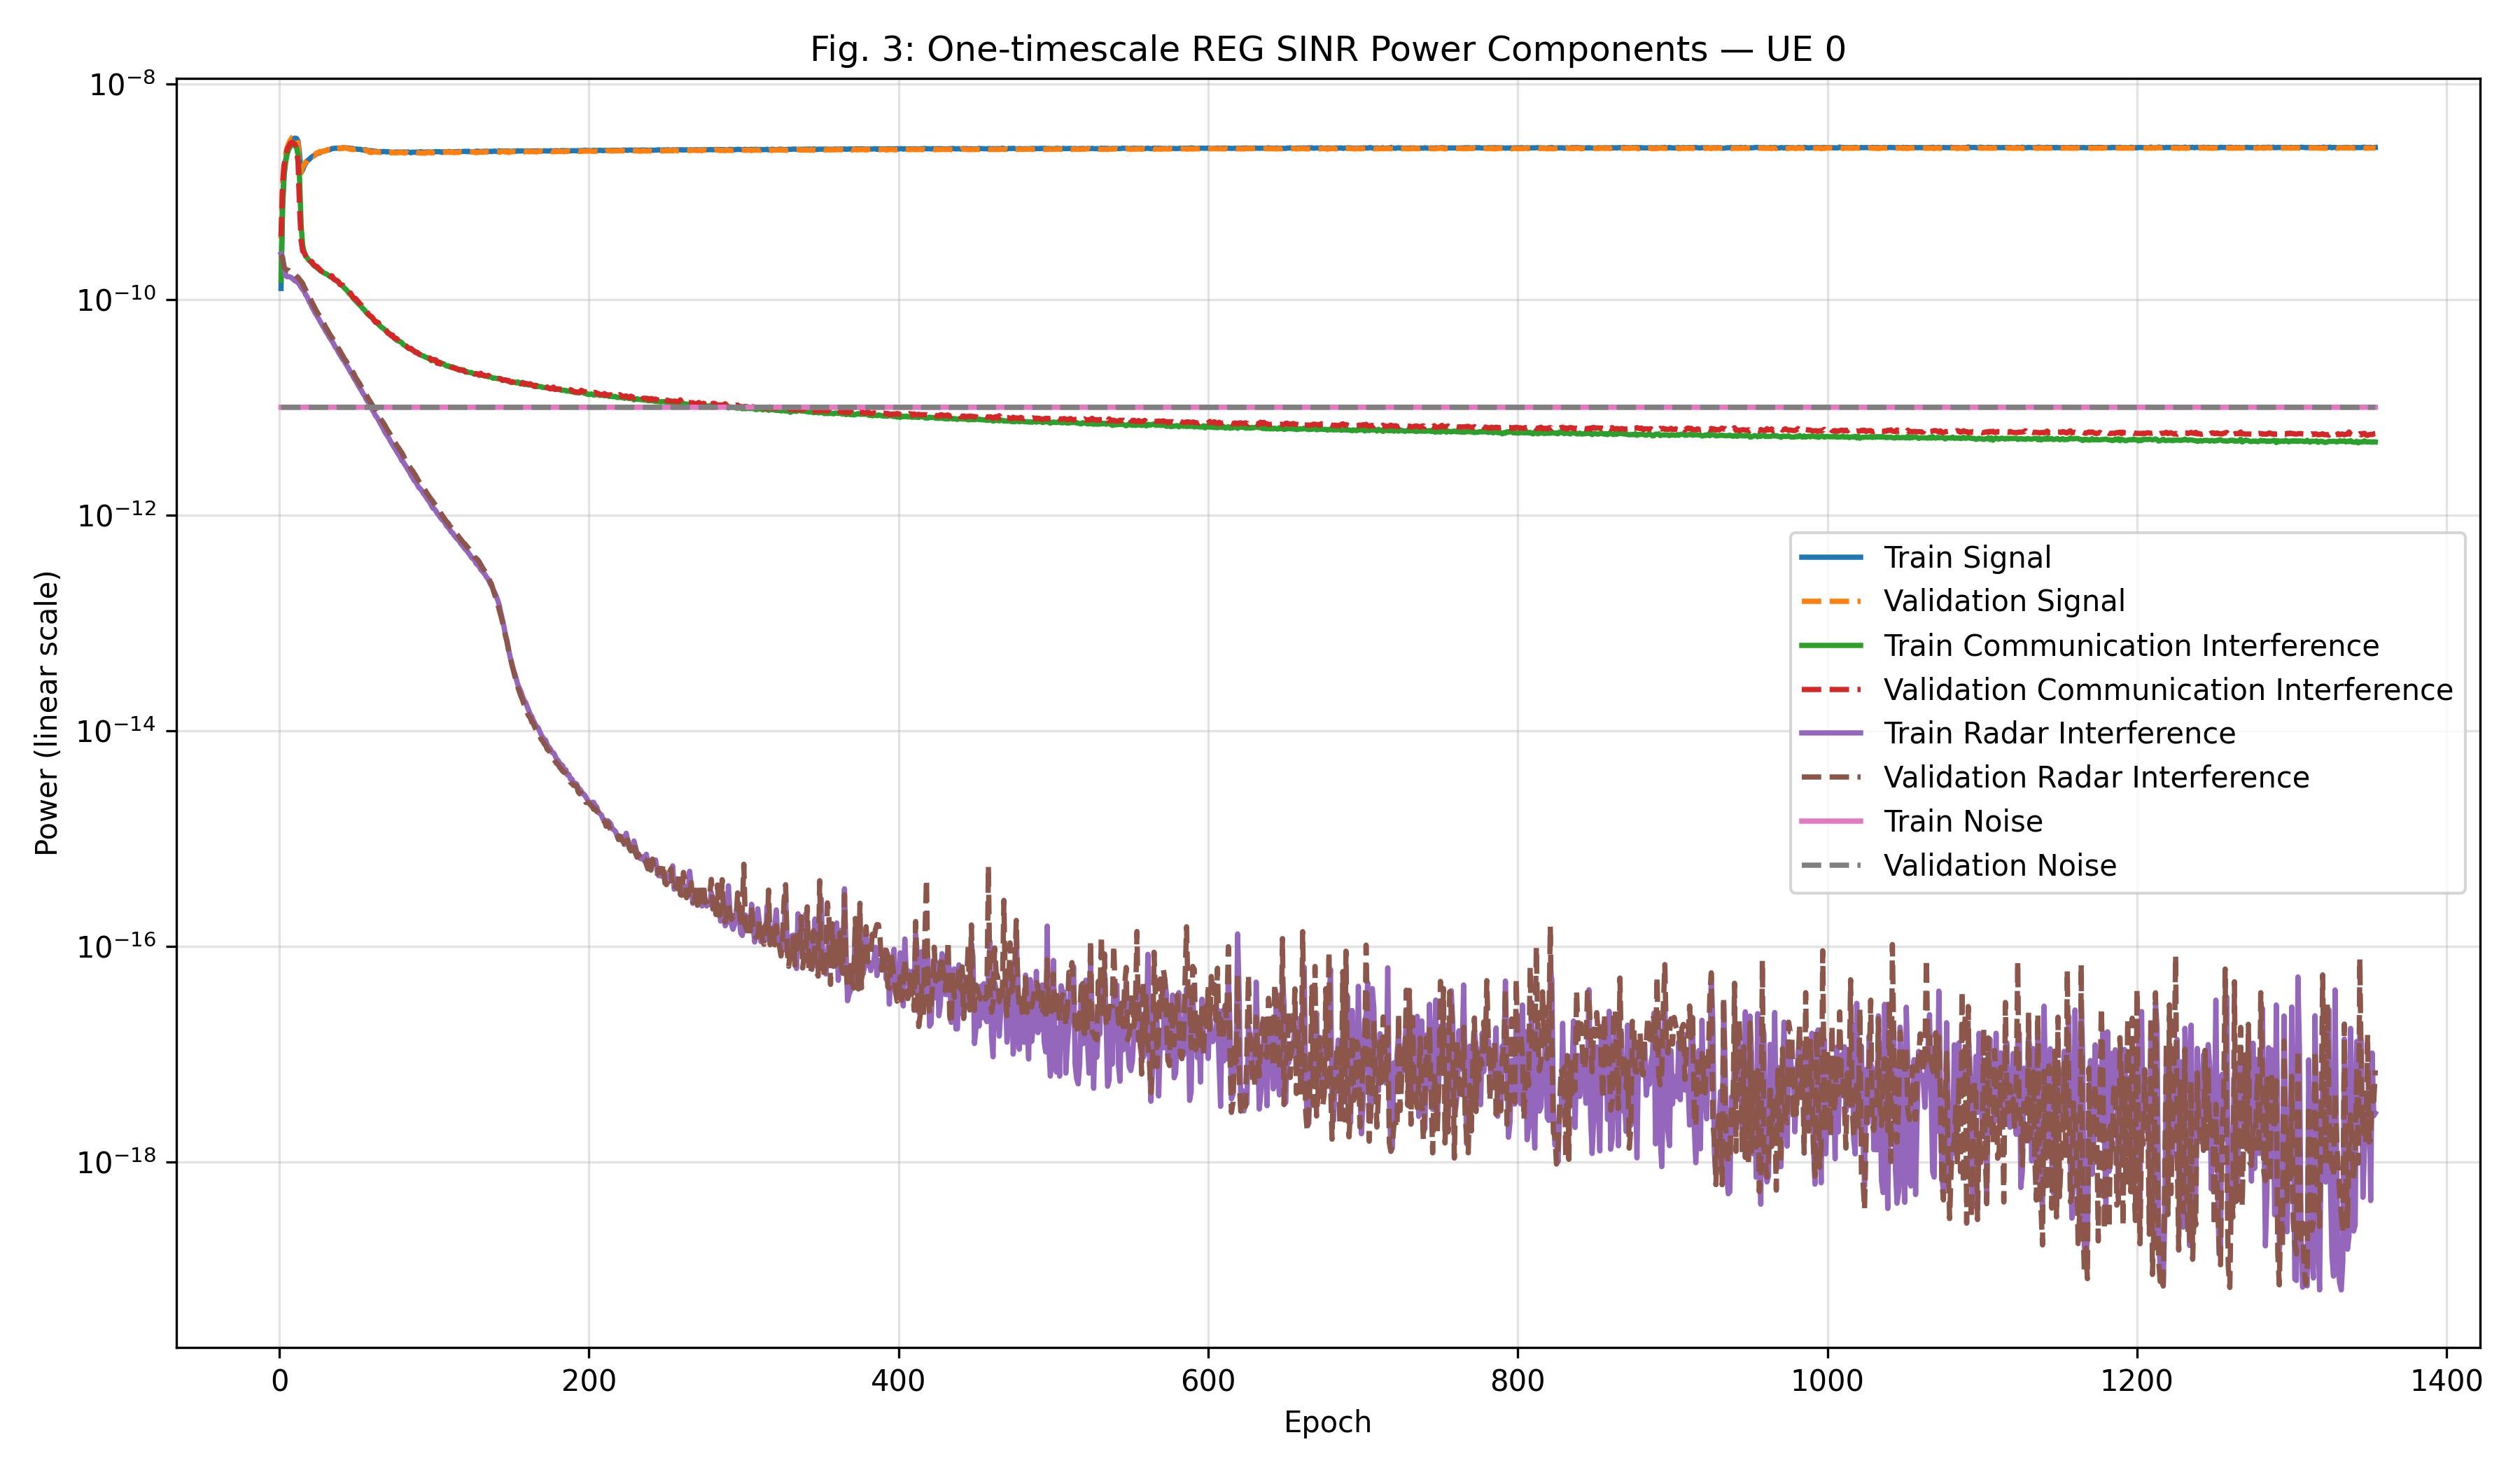 Fig. 3: One-timescale REG SINR Power Components — UE 0
Power (linear scale)
10⁻⁸
10⁻¹⁰
10⁻¹²
10⁻¹⁴
10⁻¹⁶
10⁻¹⁸
Train Signal
Validation Signal
Train Communication Interference
Validation Communication Interference
Train Radar Interference
Validation Radar Interference
Train Noise
Validation Noise
0 200 400 600 800 1000 1200 1400
Epoch